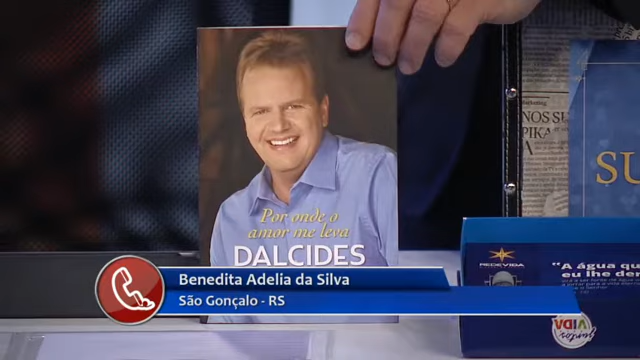 Por onde o
amor me leva
DALCIDES
Benedita Adelia da Silva
São Gonçalo - RS
NOS SU
PIKA
SU
REDEVIDA
"A água qu
eu lhe der
VIDA